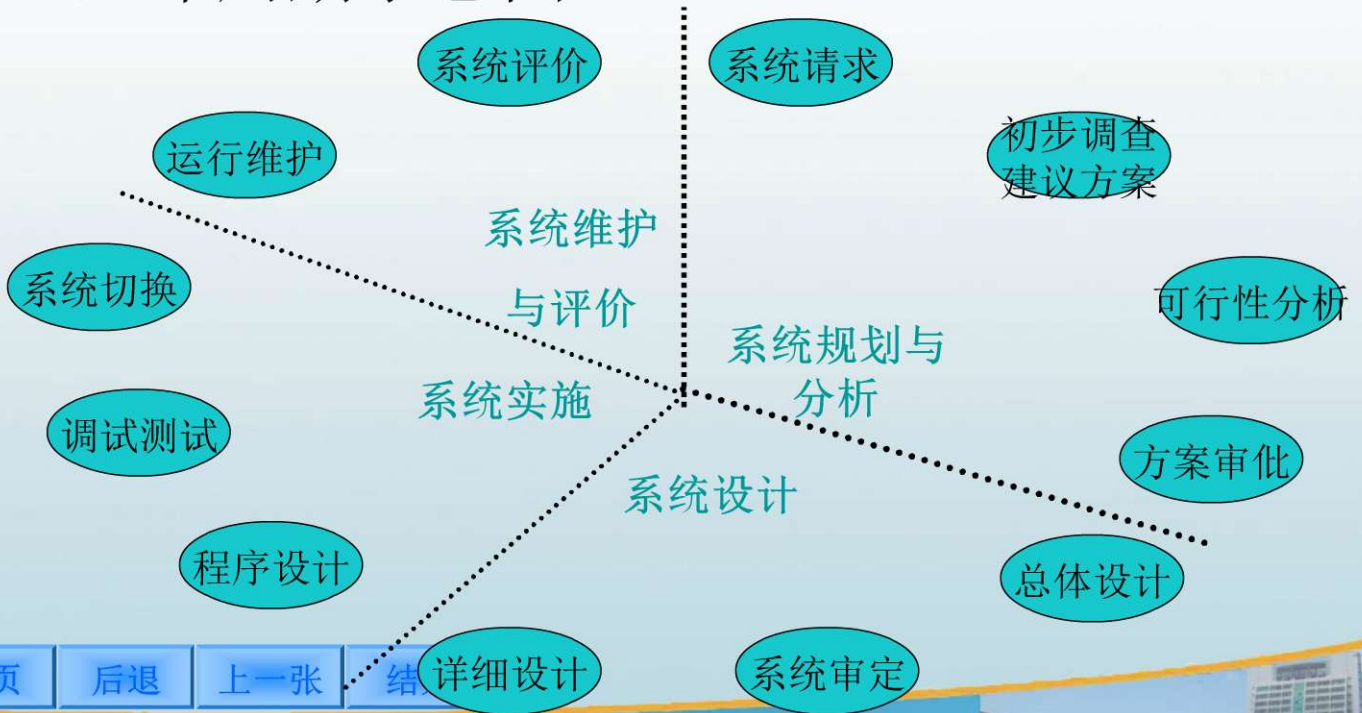 系统评价
系统请求
运行维护
初步调查
建议方案
系统维护
与评价
系统切换
可行性分析
系统规划与
分析
系统实施
调试测试
方案审批
系统设计
程序设计
总体设计
页
后退
上一张
结
详细设计
系统审定